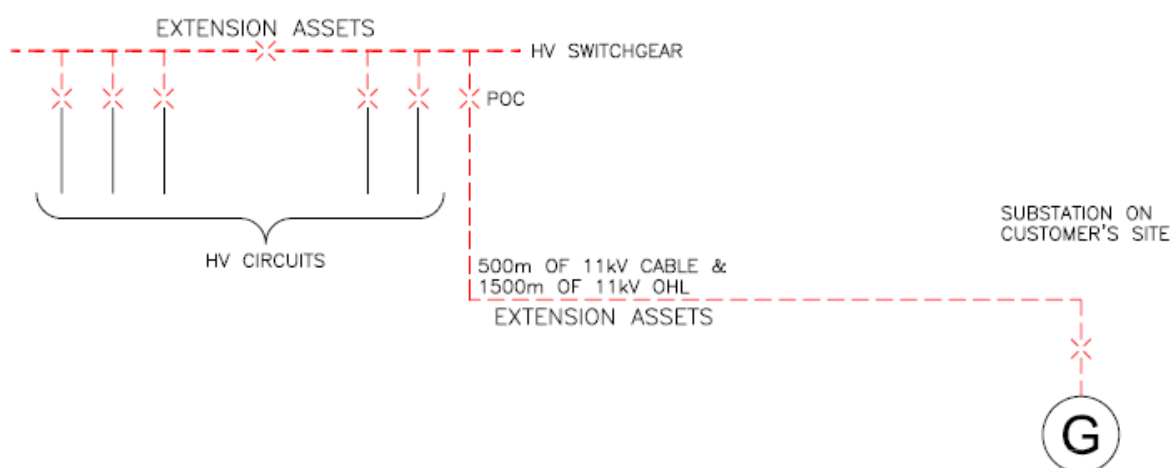 EXTENSION ASSETS
HV SWITCHGEAR
POC
HV CIRCUITS
SUBSTATION ON
CUSTOMER'S SITE
500m OF 11kV CABLE &
1500m OF 11kV OHL
EXTENSION ASSETS
G